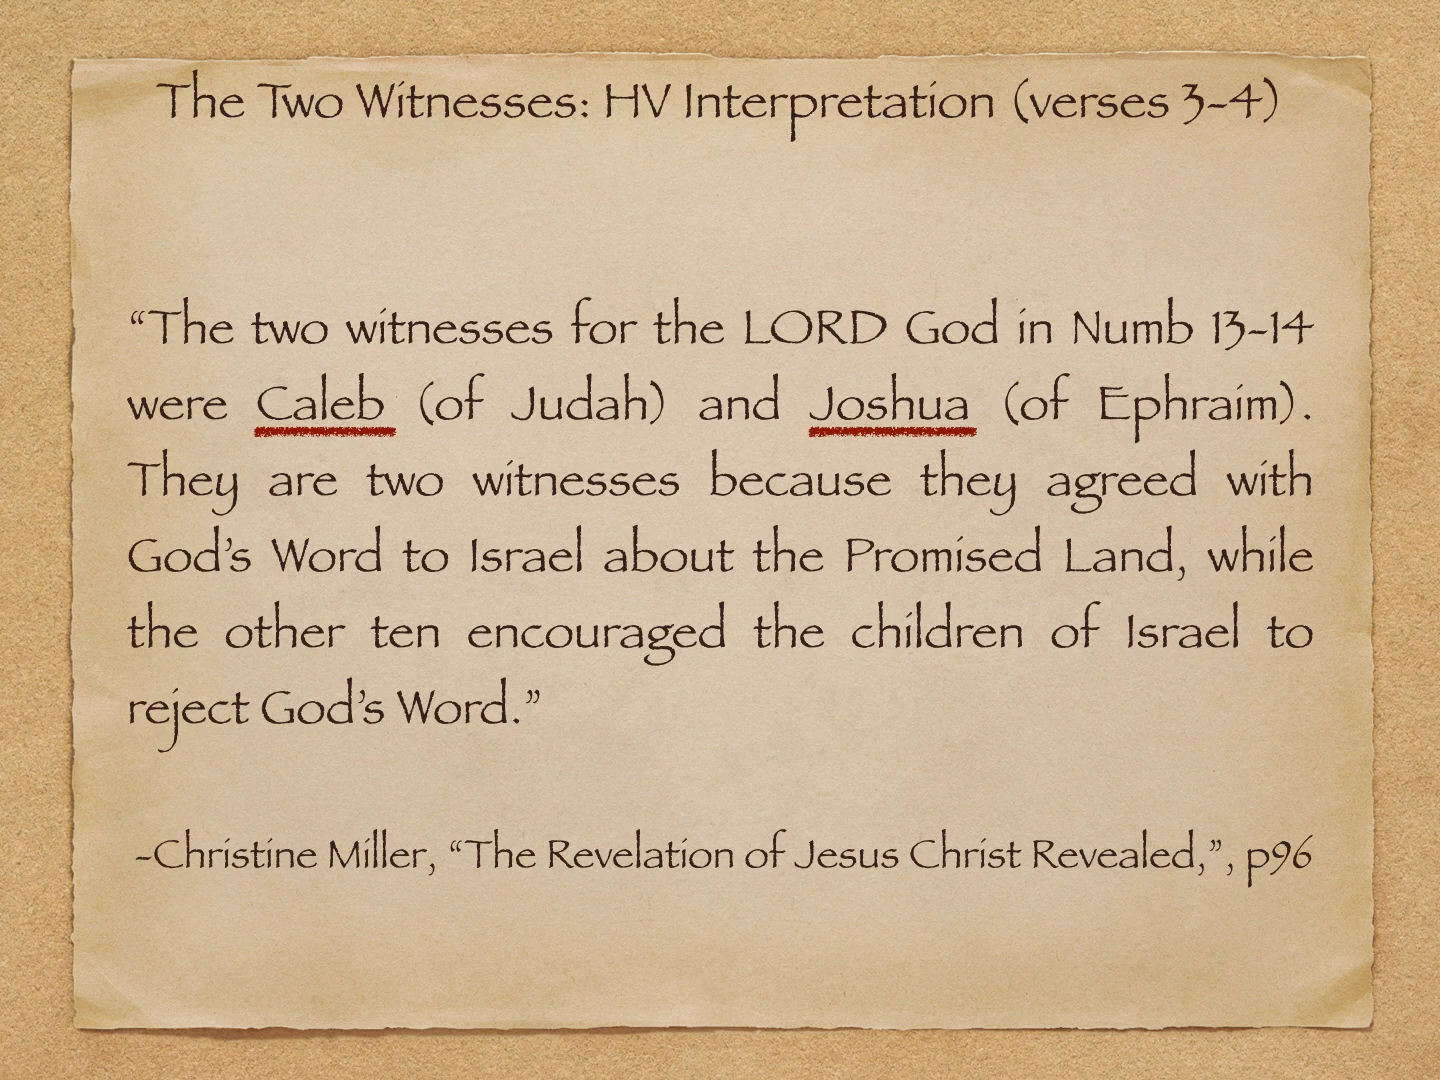 The Two Witnesses: HV Interpretation (verses 3-4)
“The two witnesses for the LORD God in Numb 13-14
were Caleb (of Judah) and Joshua (of Ephraim).
They are two witnesses because they agreed with
God’s Word to Israel about the Promised Land, while
the other ten encouraged the children of Israel to
reject God’s Word.”
-Christine Miller, “The Revelation of Jesus Christ Revealed,”, p96